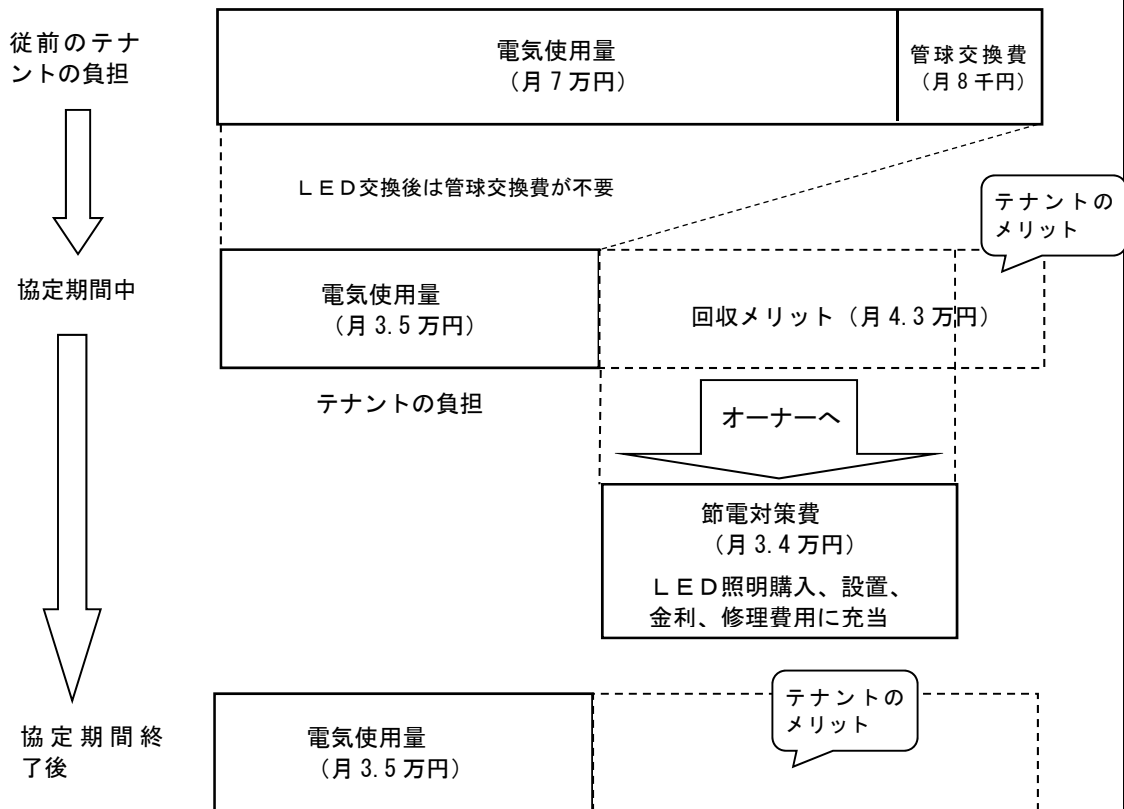 従前のテナ
ントの負担
電気使用量
（月７万円）
管球交換費
（月８千円）
ＬＥＤ交換後は管球交換費が不要
テナントの
メリット
協定期間中
電気使用量
（月 3.5 万円）
回収メリット（月 4.3 万円）
テナントの負担
オーナーへ
節電対策費
（月 3.4 万円）
ＬＥＤ照明購入、設置、
金利、修理費用に充当
テナントの
メリット
協定期間終
了後
電気使用量
（月 3.5 万円）